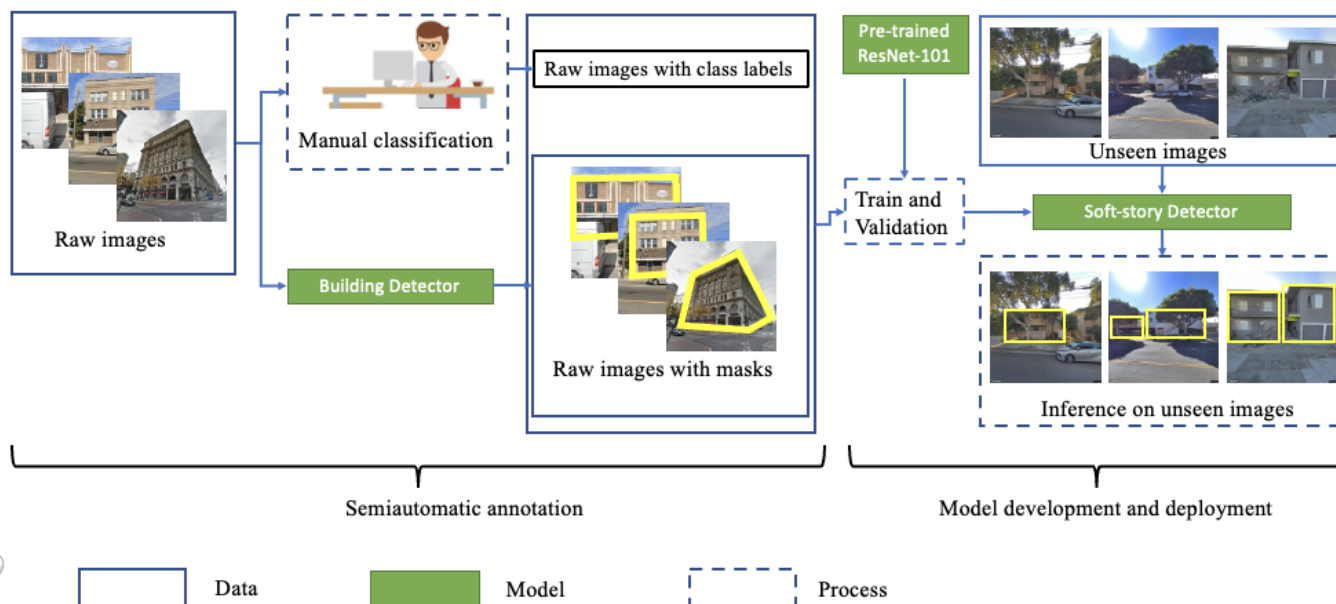 Raw images
Manual classification
Building Detector
Raw images with class labels
Raw images with masks
Pre-trained
ResNet-101
Train and
Validation
Unseen images
Soft-story Detector
Inference on unseen images
Semiautomatic annotation
Model development and deployment
Data
Model
Process